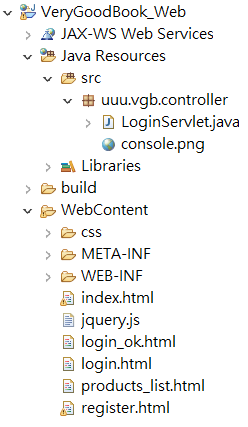 VeryGoodBook_Web
JAX-WS Web Services
Java Resources
src
uuu.vgb.controller
LoginServlet.java
console.png
Libraries
build
WebContent
css
META-INF
WEB-INF
index.html
jquery.js
login_ok.html
login.html
products_list.html
register.html